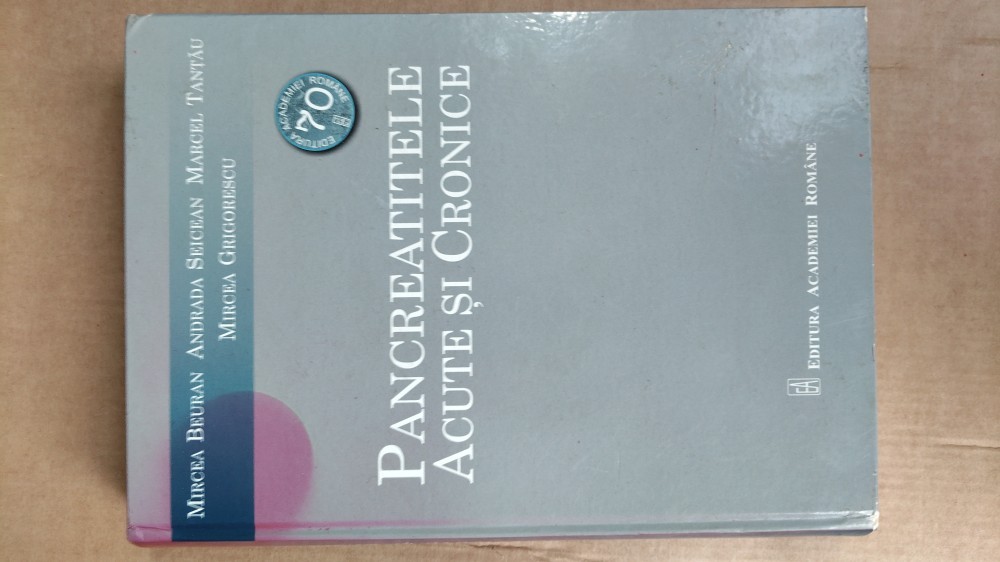 MIRCEA BEURAN ANDRADA SEICEAN MARCEL TANTĂU
MIRCEA GRIGORESCU
EDITURA ACADEMIEI ROMÂNE
70
PANCREATITELE
ACUTE ȘI CRONICE
EA
EDITURA ACADEMIEI ROMÂNE